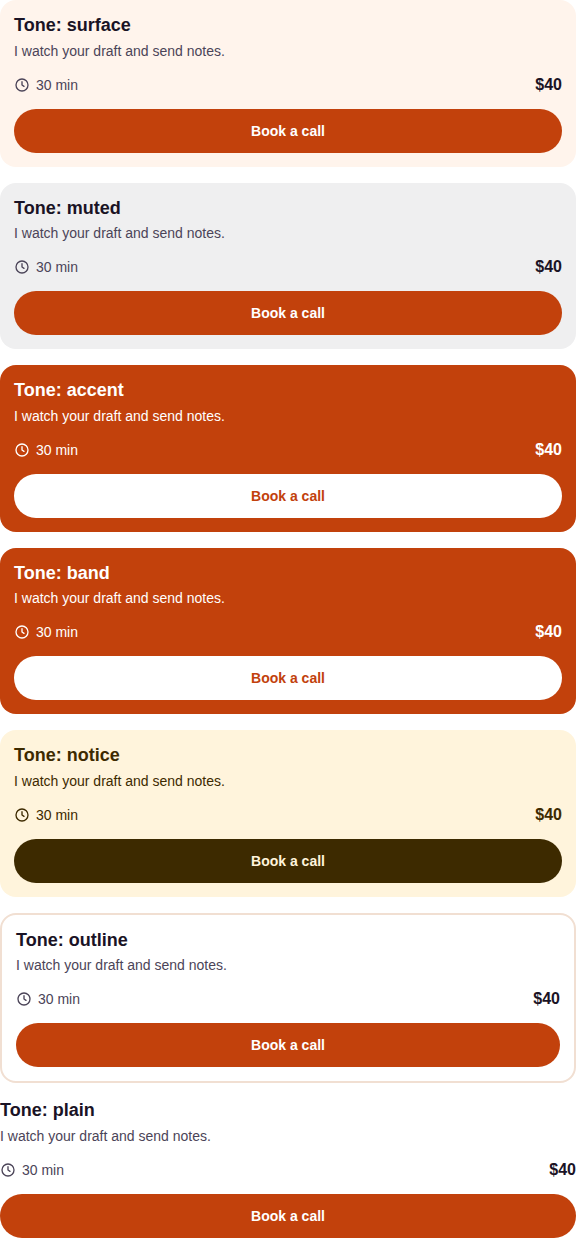 Tone: surface
I watch your draft and send notes.
30 min $40
Book a call
Tone: muted
I watch your draft and send notes.
30 min $40
Book a call
Tone: accent
I watch your draft and send notes.
30 min $40
Book a call
Tone: band
I watch your draft and send notes.
30 min $40
Book a call
Tone: notice
I watch your draft and send notes.
30 min $40
Book a call
Tone: outline
I watch your draft and send notes.
30 min $40
Book a call
Tone: plain
I watch your draft and send notes.
30 min $40
Book a call